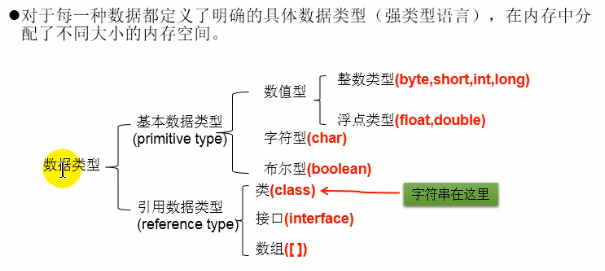 ●对于每一种数据都定义了明确的具体数据类型（强类型语言），在内存中分
配了不同大小的内存空间。
整数类型(byte,short,int,long)
数值型
浮点类型(float,double)
基本数据类型
(primitive type)
字符型(char)
布尔型(boolean)
数据类型
类(class)
字符串在这里
引用数据类型
(reference type)
接口(interface)
数组([ ])